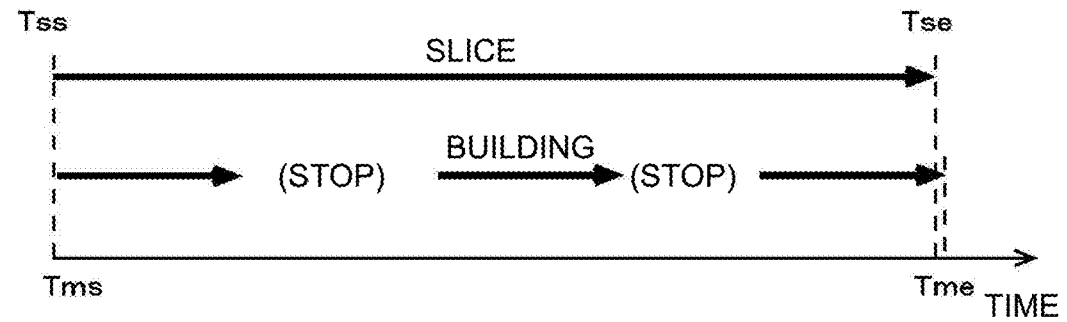 Tss Tse
SLICE
BUILDING
(STOP) (STOP)
Tms Tme
TIME